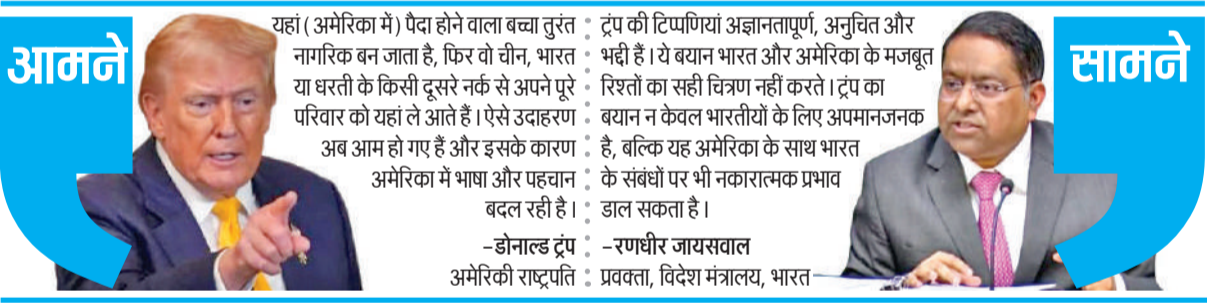 आमने
यहां (अमेरिका में) पैदा होने वाला बच्चा तुरंत
नागरिक बन जाता है, फिर वो चीन, भारत
या धरती के किसी दूसरे नर्क से अपने पूरे
परिवार को यहां ले आते हैं। ऐसे उदाहरण
अब आम हो गए हैं और इसके कारण
अमेरिका में भाषा और पहचान
बदल रही है।
-डोनाल्ड ट्रंप
अमेरिकी राष्ट्रपति
ट्रंप की टिप्पणियां अज्ञानतापूर्ण, अनुचित और
भद्दी हैं। ये बयान भारत और अमेरिका के मजबूत
रिश्तों का सही चित्रण नहीं करते। ट्रंप का
बयान न केवल भारतीयों के लिए अपमानजनक
है, बल्कि यह अमेरिका के साथ भारत
के संबंधों पर भी नकारात्मक प्रभाव
डाल सकता है।
-रणधीर जायसवाल
प्रवक्ता, विदेश मंत्रालय, भारत
सामने